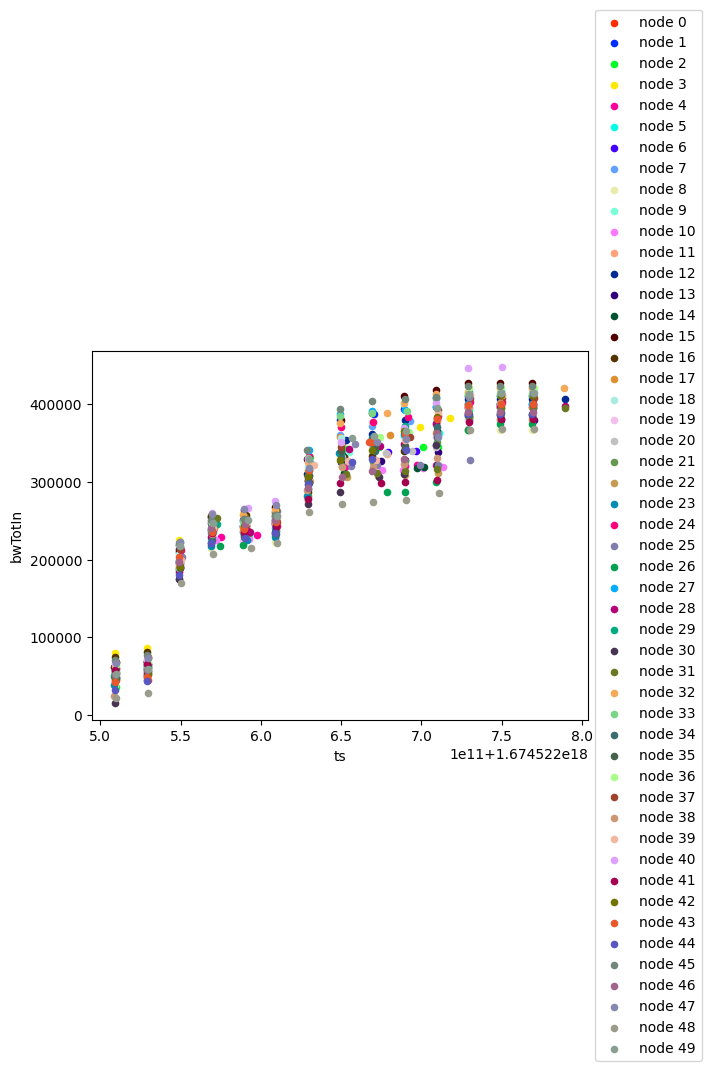 node 0
node 1
node 2
node 3
node 4
node 5
node 6
node 7
node 8
node 9
node 10
node 11
node 12
node 13
node 14
node 15
node 16
node 17
node 18
node 19
node 20
node 21
node 22
node 23
node 24
node 25
node 26
node 27
node 28
node 29
node 30
node 31
node 32
node 33
node 34
node 35
node 36
node 37
node 38
node 39
node 40
node 41
node 42
node 43
node 44
node 45
node 46
node 47
node 48
node 49
400000
300000
200000
100000
0
bwTotIn
5.0 5.5 6.0 6.5 7.0 7.5 8.0
ts
1e11+1.674522e18